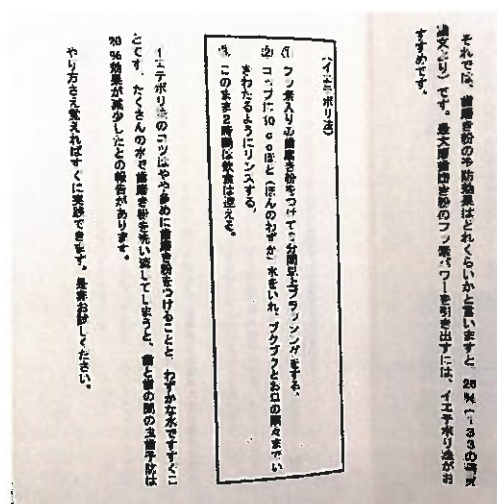 それでは、歯磨き粉の予防効果はどれくらいかと言いますと、28%(133の研究
論文より)です。最大限歯磨き粉のフッ素パワーを引き出すには、イエテボリ法がお
すすめです。
(イエテボリ法)
① フッ素入りの歯磨き粉をつけて 分間以上ブラッシングをする。
② コップに10ccほど(ほんのわずか)水をいれ、ブクブクとお口の隅々までい
きわたるようにリンスする。
③ このまま2時間は飲食は控える。
イエテボリ法のコツはやや多めに歯磨き粉をつけることと、わずかな水ですすぐこ
とです。たくさんの水で歯磨き粉を洗い流してしまうと、歯と歯の間の虫歯予防は
20%効果が減少したとの報告があります。
やり方さえ覚えればすぐに実践できます。是非お試しください。